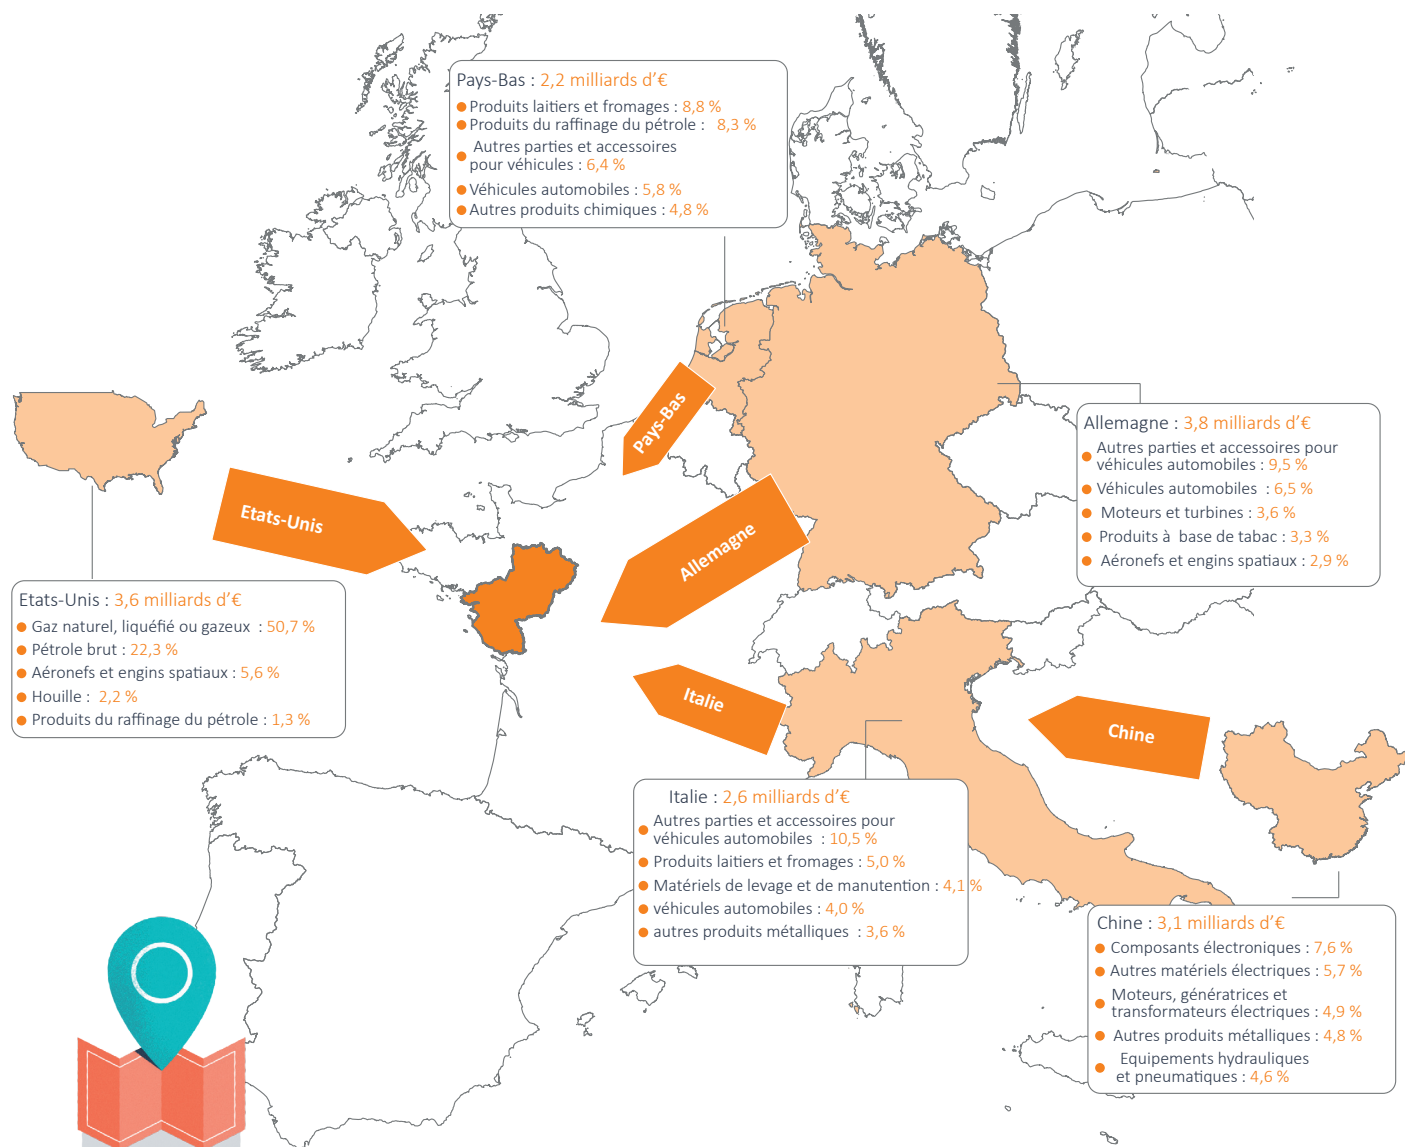 Pays-Bas : 2,2 milliards d'€
Produits laitiers et fromages : 8,8 %
Produits du raffinage du pétrole : 8,3 %
Autres parties et accessoires
pour véhicules : 6,4 %
Véhicules automobiles : 5,8 %
Autres produits chimiques : 4,8 %
Pays-Bas
Allemagne : 3,8 milliards d'€
Autres parties et accessoires pour
véhicules automobiles : 9,5 %
Véhicules automobiles : 6,5 %
Moteurs et turbines : 3,6 %
Produits à base de tabac : 3,3 %
Aéronefs et engins spatiaux : 2,9 %
Etats-Unis
Allemagne
Etats-Unis : 3,6 milliards d'€
Gaz naturel, liquéfié ou gazeux : 50,7 %
Pétrole brut : 22,3 %
Aéronefs et engins spatiaux : 5,6 %
Houille : 2,2 %
Produits du raffinage du pétrole : 1,3 %
Italie
Chine
Italie : 2,6 milliards d'€
Autres parties et accessoires pour
véhicules automobiles : 10,5 %
Produits laitiers et fromages : 5,0 %
Matériels de levage et de manutention : 4,1 %
véhicules automobiles : 4,0 %
autres produits métalliques : 3,6 %
Chine : 3,1 milliards d'€
Composants électroniques : 7,6 %
Autres matériels électriques : 5,7 %
Moteurs, génératrices et
transformateurs électriques : 4,9 %
Autres produits métalliques : 4,8 %
Equipements hydrauliques
et pneumatiques : 4,6 %